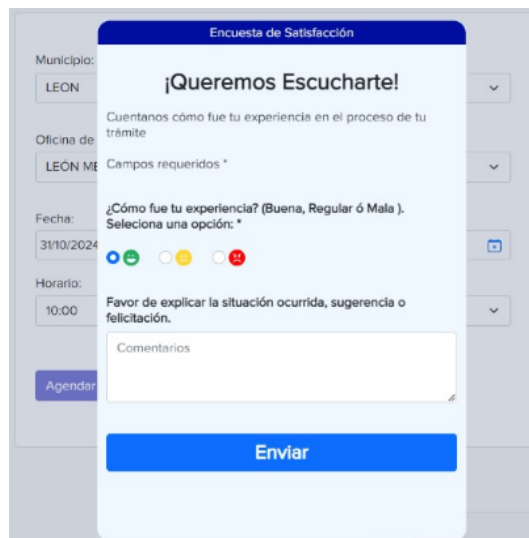 Encuesta de Satisfacción
¡Queremos Escucharte!
Cuentanos cómo fue tu experiencia en el proceso de tu
trámite
Campos requeridos *
¿Cómo fue tu experiencia? (Buena, Regular ó Mala ).
Seleciona una opción: *
Favor de explicar la situación ocurrida, sugerencia o
felicitación.
Comentarios
Enviar
Municipio:
LEON
Oficina de
LEÓN ME
Fecha:
31/10/2024
Horario:
10:00
Agendar